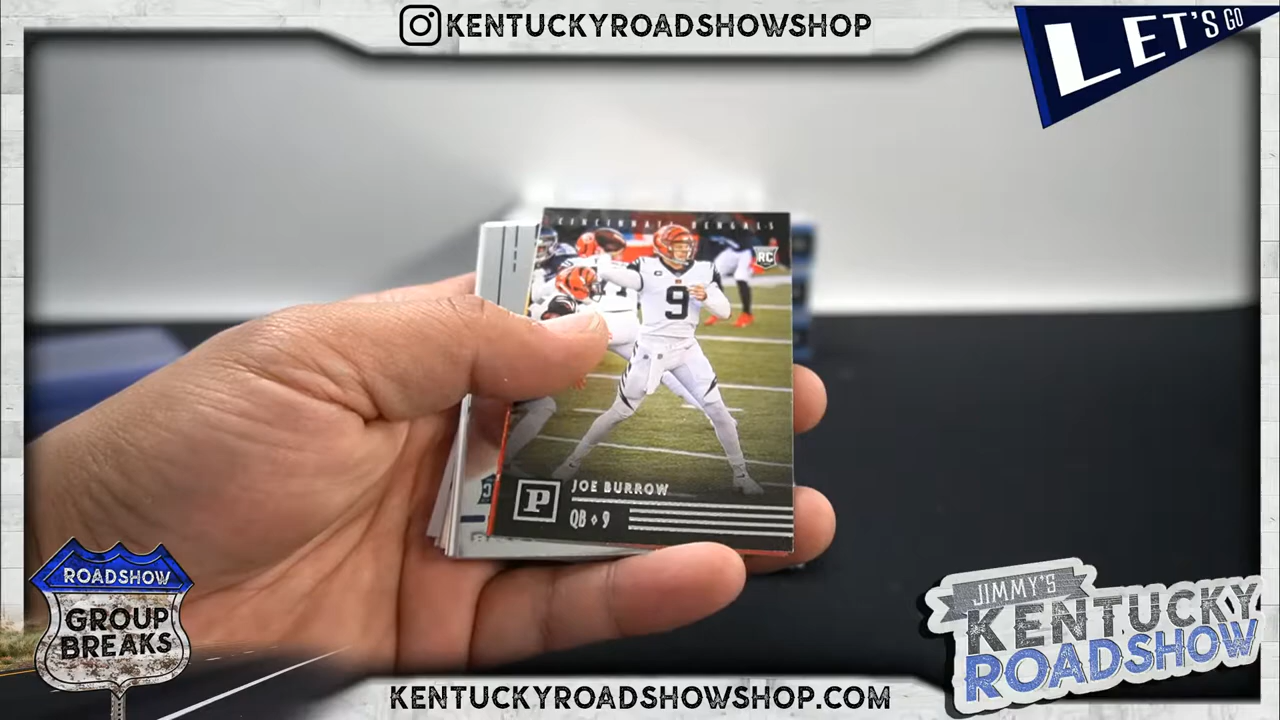 KENTUCKYROADSHOWSHOP
LET'S GO
CINCINNATI BENGALS
RC
9
P
JOE BURROW
QB 9
ROADSHOW
GROUP
BREAKS
JIMMY'S
KENTUCKY
ROADSHOW
KENTUCKYROADSHOWSHOP.COM